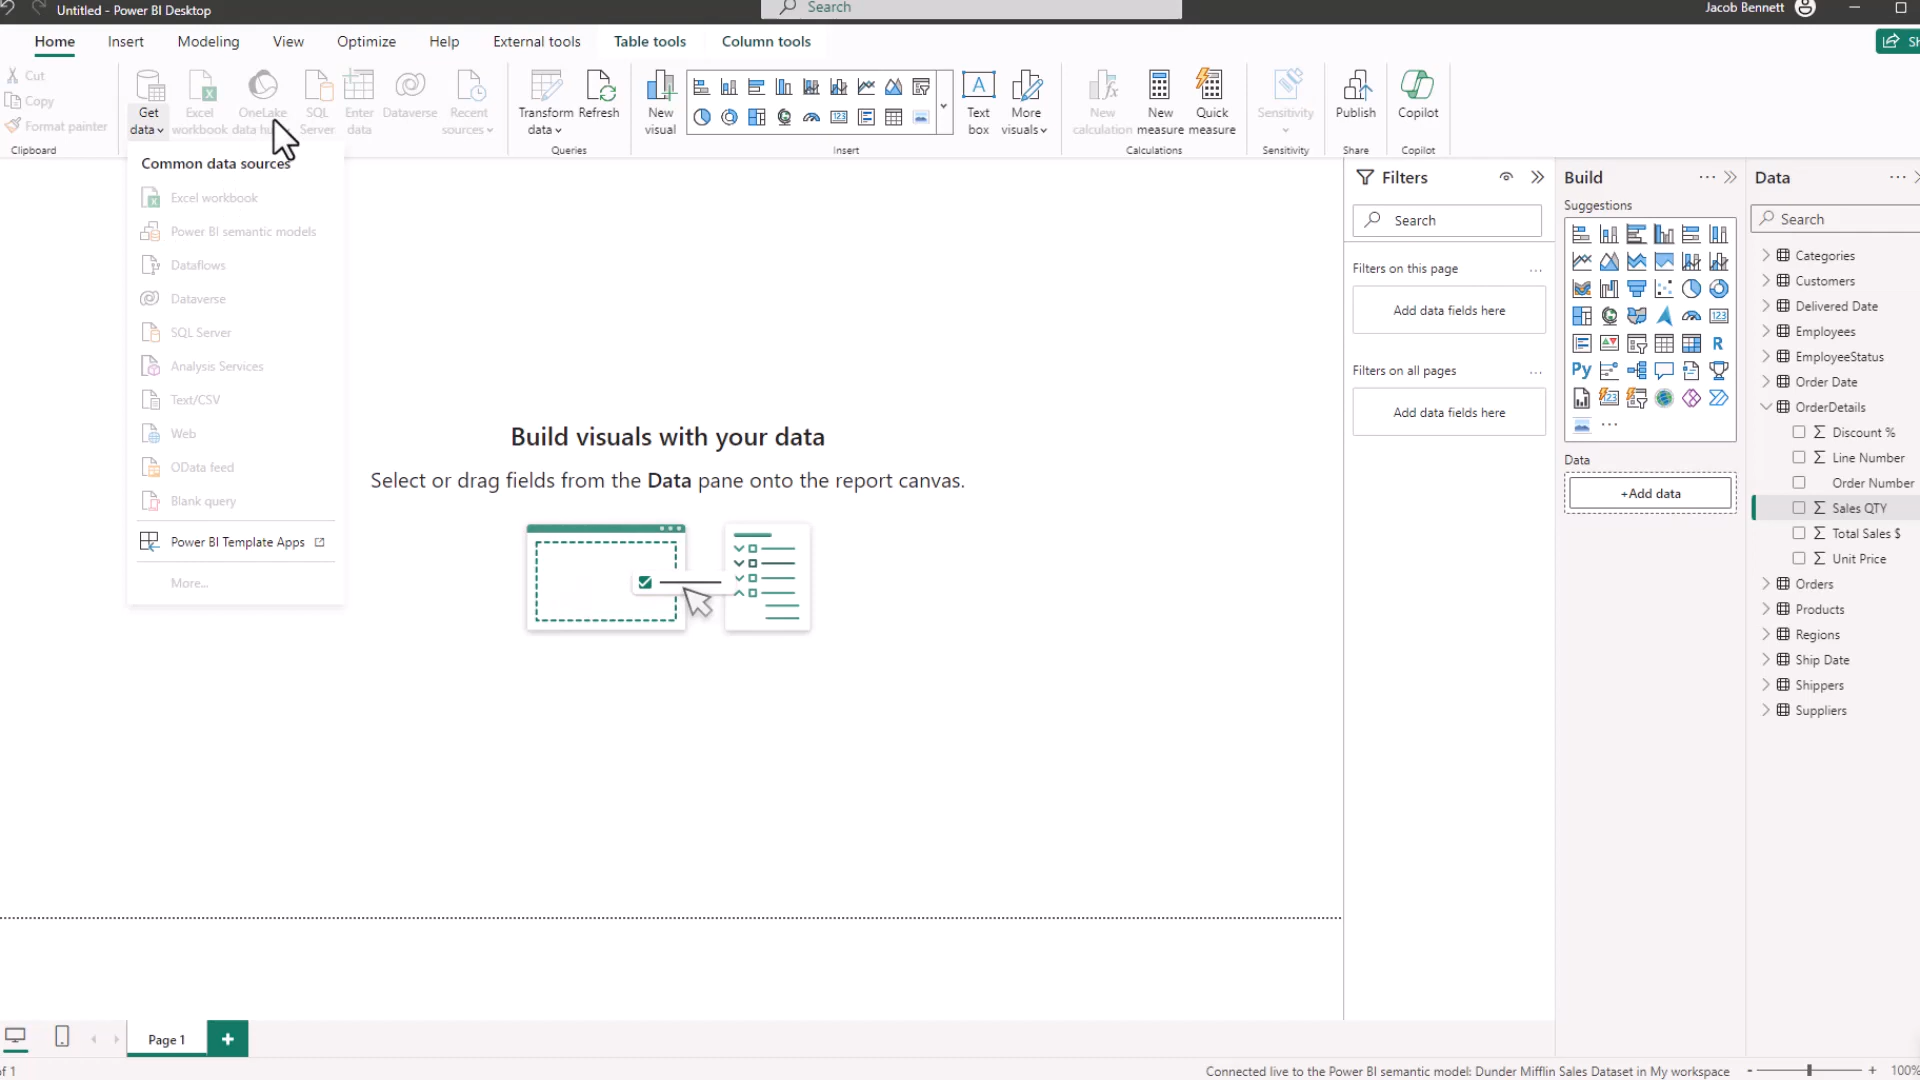 Untitled - Power BI Desktop
Search
Jacob Bennett
Home
Insert
Modeling
View
Optimize
Help
External tools
Table tools
Column tools
Cut
Copy
Format painter
Clipboard
Get
data
Excel
workbook
OneLake
SQL
Server
Enter
data
Dataverse
Recent
sources
Transform
data
Refresh
Queries
New
visual
Insert
Text
box
More
visuals
New
calculation
New
measure
Quick
measure
Calculations
Sensitivity
Sensitivity
Publish
Share
Copilot
Copilot
Common data sources
Excel workbook
Power BI semantic models
Dataflows
Dataverse
SQL Server
Analysis Services
Text/CSV
Web
OData feed
Blank query
Power BI Template Apps
More...
Build visuals with your data
Select or drag fields from the Data pane onto the report canvas.
Filters
Search
Filters on this page
Add data fields here
Filters on all pages
Add data fields here
Build
Suggestions
R
Py
123
Data
+Add data
Data
Search
Categories
Customers
Delivered Date
Employees
EmployeeStatus
Order Date
OrderDetails
Discount %
Line Number
Order Number
Sales QTY
Total Sales $
Unit Price
Orders
Products
Regions
Ship Date
Shippers
Suppliers
Page 1
of 1
Connected live to the Power BI semantic model: Dunder Mifflin Sales Dataset in My workspace
100%